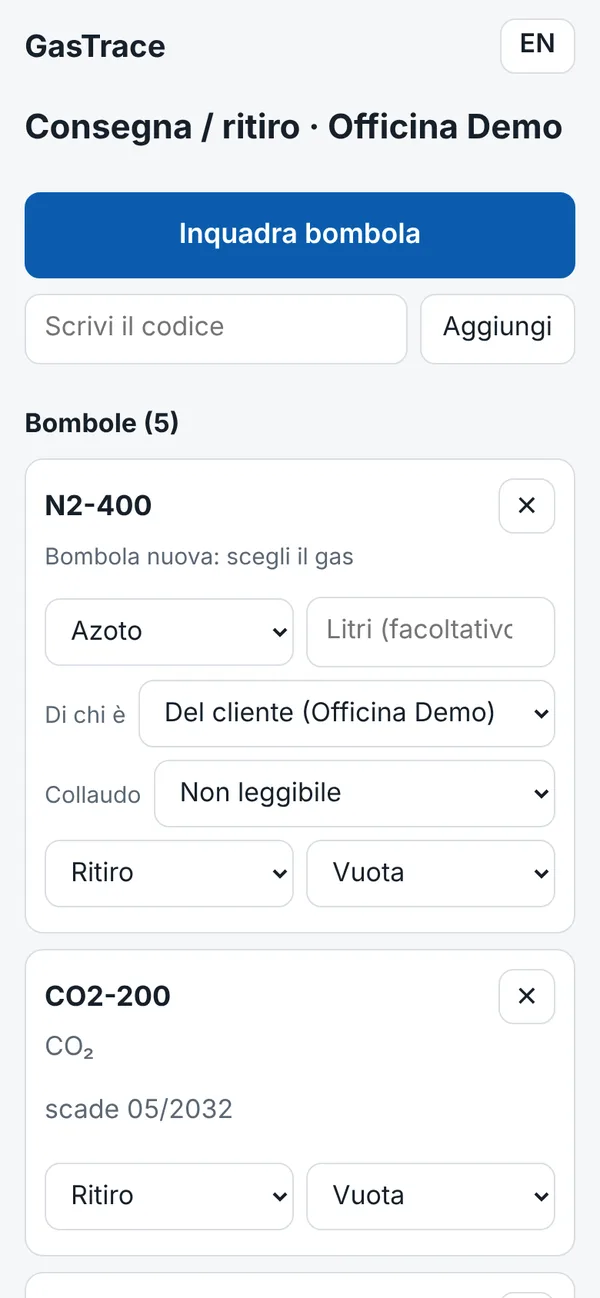 GasTrace
EN
Consegna / ritiro · Officina Demo
Inquadra bombola
Scrivi il codice
Aggiungi
Bombole (5)
N2-400
×
Bombola nuova: scegli il gas
Azoto
Litri (facoltativo
Di chi è
Del cliente (Officina Demo)
Collaudo
Non leggibile
Ritiro
Vuota
CO2-200
×
CO₂
scade 05/2032
Ritiro
Vuota